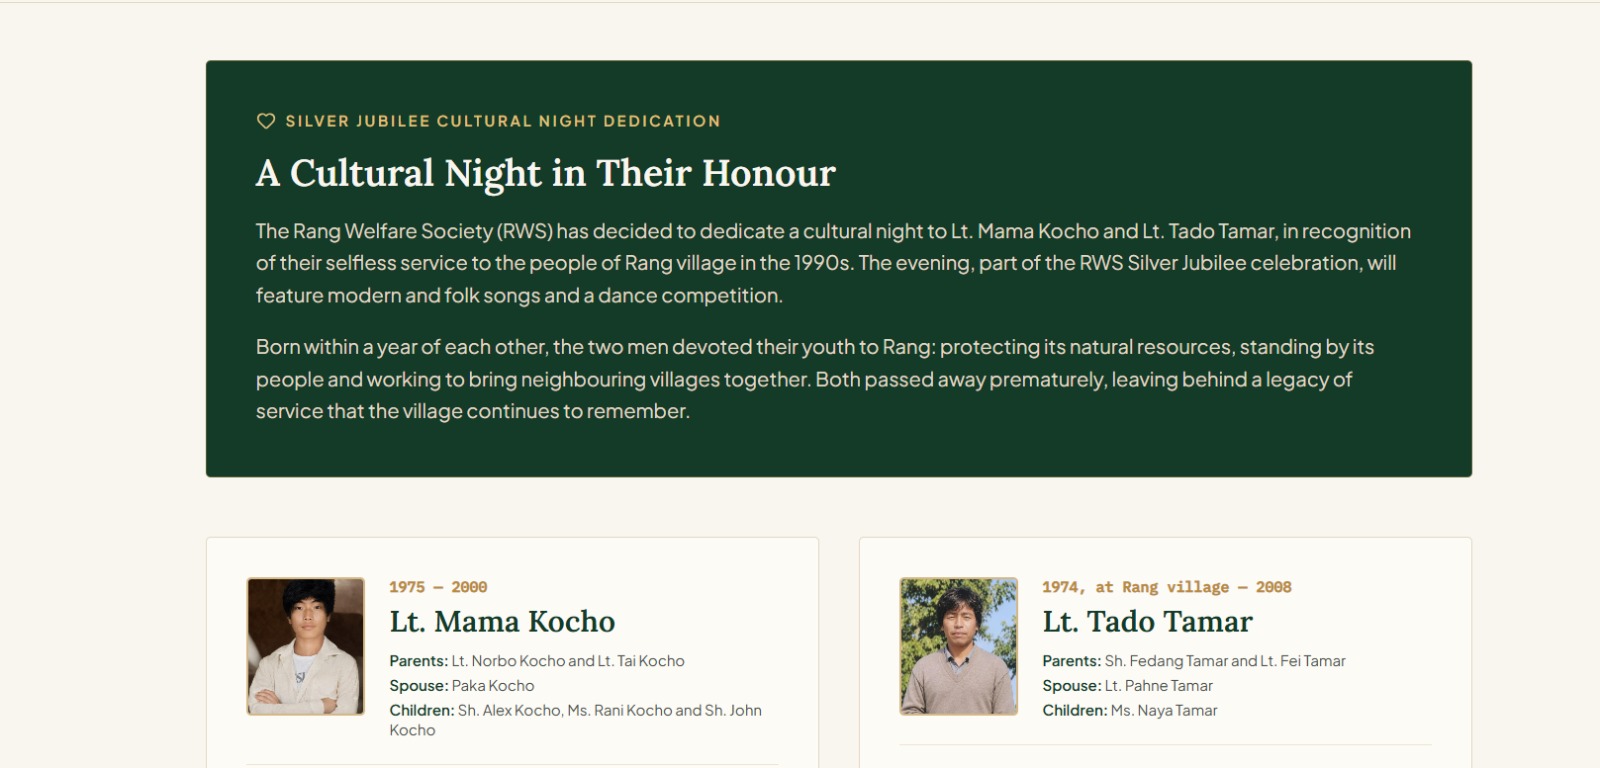 SILVER JUBILEE CULTURAL NIGHT DEDICATION
A Cultural Night in Their Honour
The Rang Welfare Society (RWS) has decided to dedicate a cultural night to Lt. Mama Kocho and Lt. Tado Tamar, in recognition
of their selfless service to the people of Rang village in the 1990s. The evening, part of the RWS Silver Jubilee celebration, will
feature modern and folk songs and a dance competition.
Born within a year of each other, the two men devoted their youth to Rang: protecting its natural resources, standing by its
people and working to bring neighbouring villages together. Both passed away prematurely, leaving behind a legacy of
service that the village continues to remember.
1975 – 2000
Lt. Mama Kocho
Parents: Lt. Norbo Kocho and Lt. Tai Kocho
Spouse: Paka Kocho
Children: Sh. Alex Kocho, Ms. Rani Kocho and Sh. John
Kocho
1974, at Rang village – 2008
Lt. Tado Tamar
Parents: Sh. Fedang Tamar and Lt. Fei Tamar
Spouse: Lt. Pahne Tamar
Children: Ms. Naya Tamar